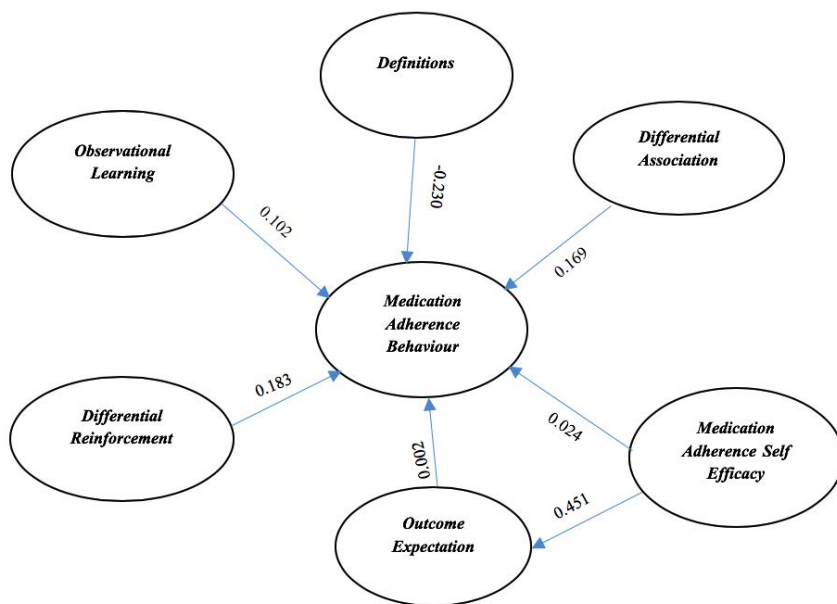 Definitions
Observational
Learning
Differential
Association
-0.230
0.102
0.169
Medication
Adherence
Behaviour
Differential
Reinforcement
0.183
0.002
0.024
Medication
Adherence Self
Efficacy
0.451
Outcome
Expectation